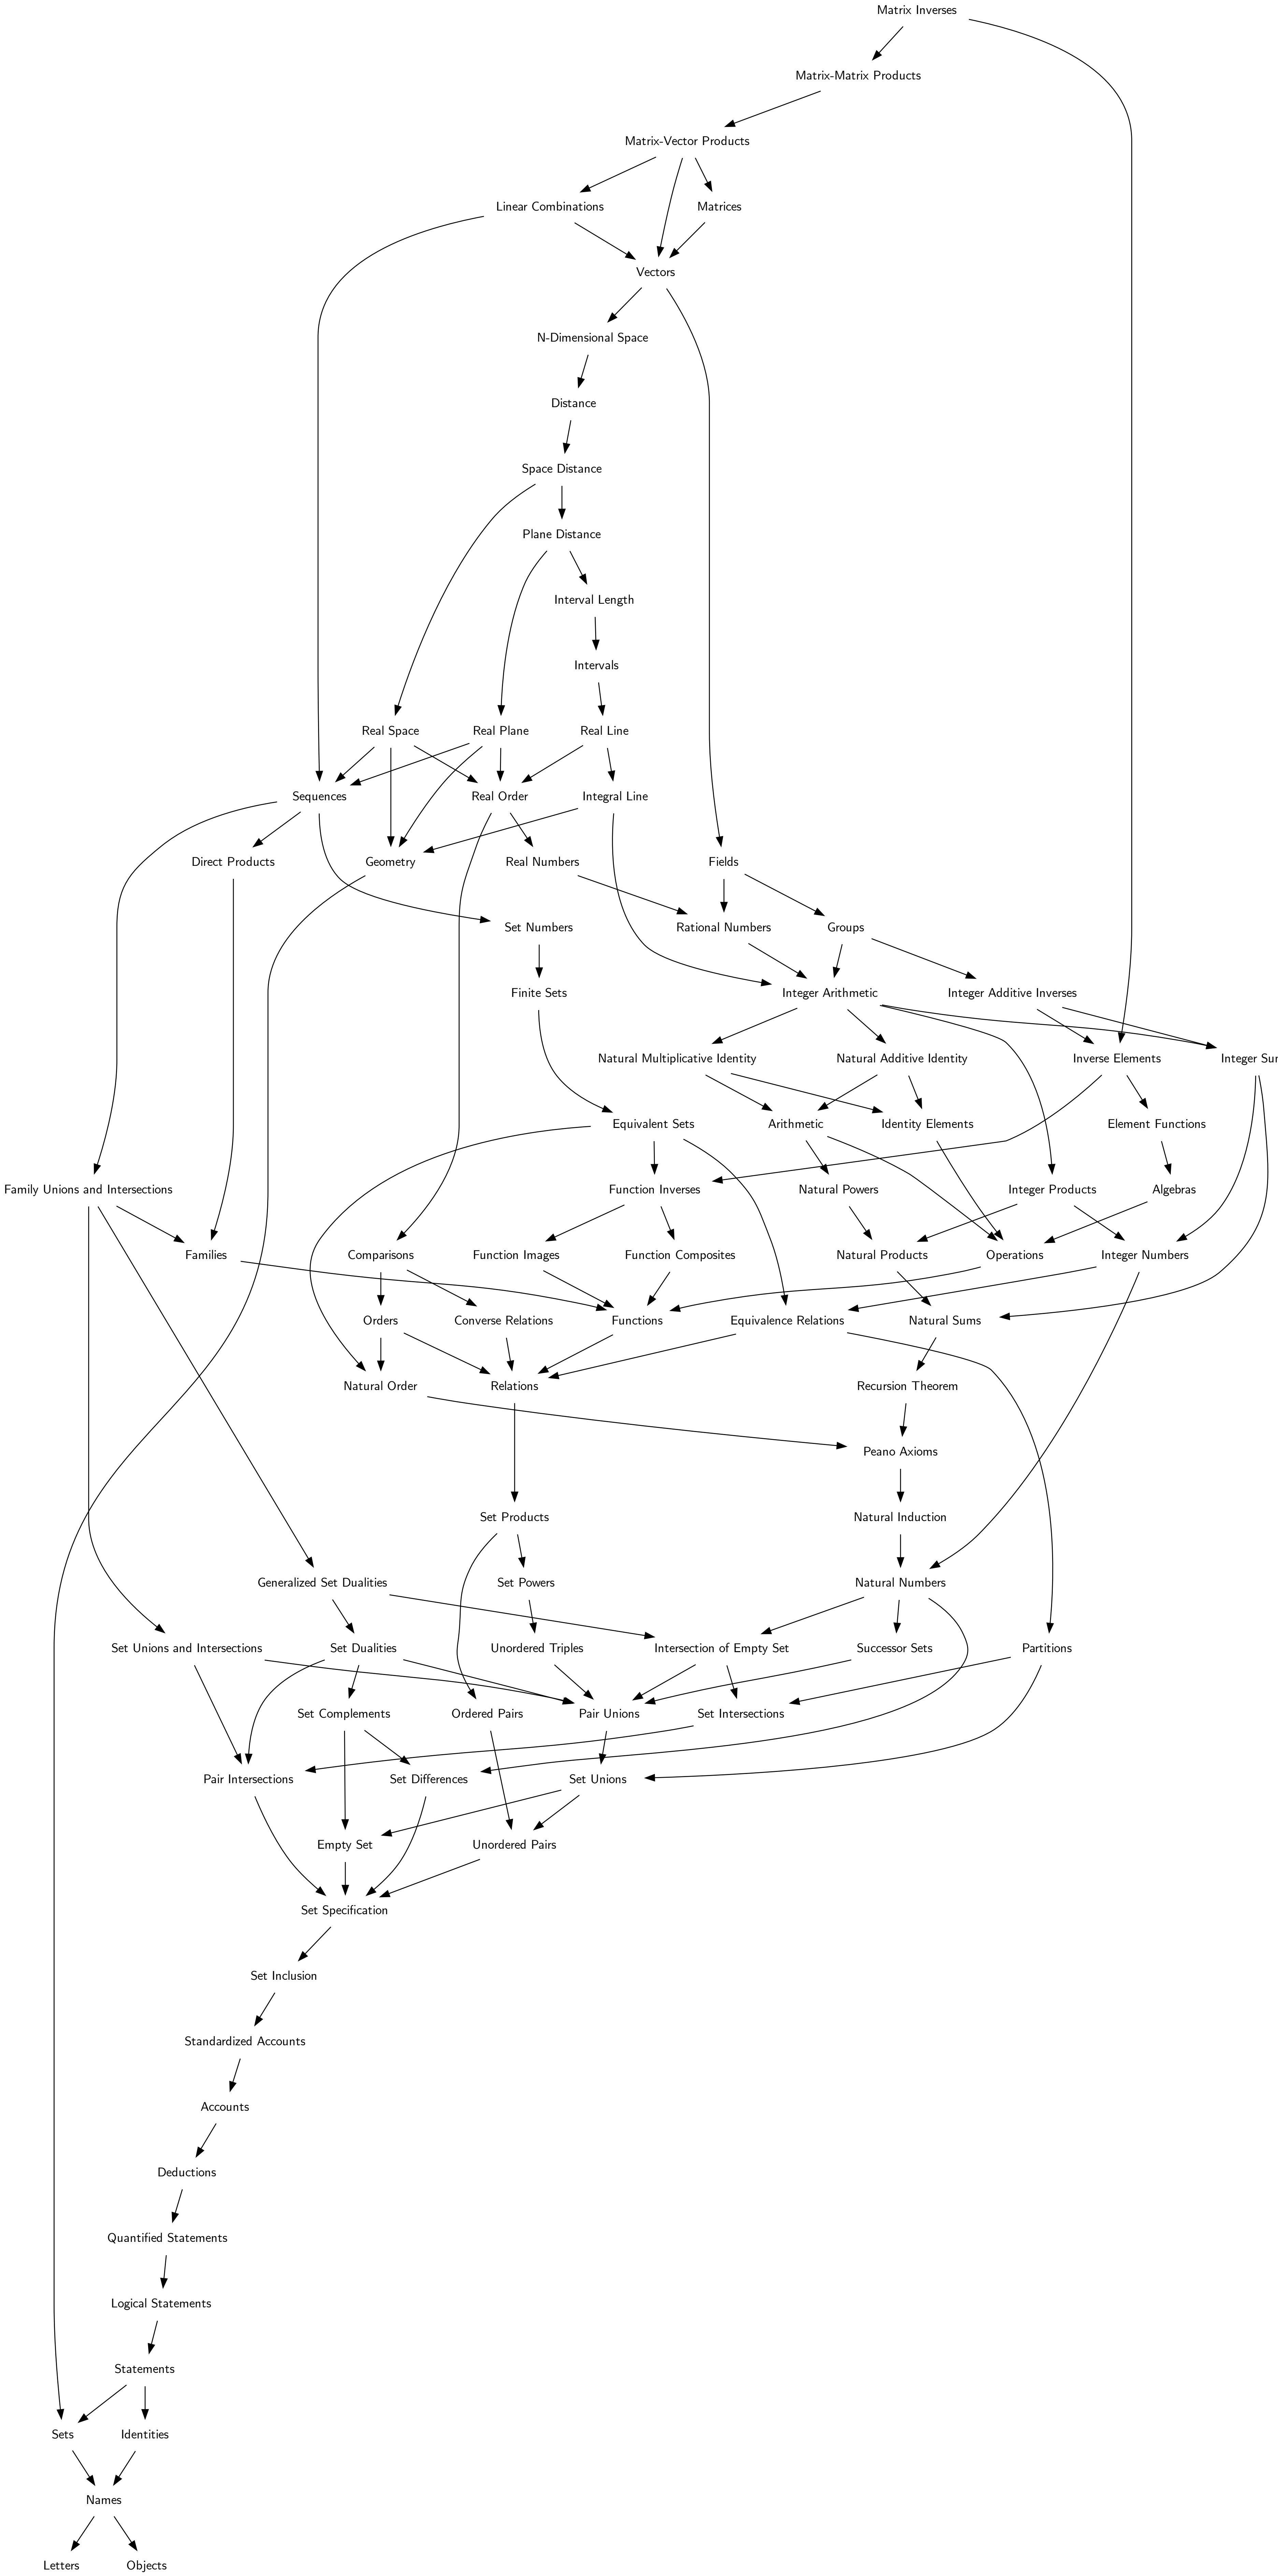 Matrix Inverses
Matrix-Matrix Products
Matrix-Vector Products
Linear Combinations
Matrices
Vectors
N-Dimensional Space
Distance
Space Distance
Plane Distance
Interval Length
Intervals
Real Space
Real Plane
Real Line
Sequences
Real Order
Integral Line
Direct Products
Geometry
Real Numbers
Fields
Set Numbers
Rational Numbers
Groups
Finite Sets
Integer Arithmetic
Integer Additive Inverses
Natural Multiplicative Identity
Natural Additive Identity
Inverse Elements
Integer Sur
Equivalent Sets
Arithmetic
Identity Elements
Element Functions
Family Unions and Intersections
Function Inverses
Natural Powers
Integer Products
Algebras
Families
Comparisons
Function Images
Function Composites
Natural Products
Operations
Integer Numbers
Orders
Converse Relations
Functions
Equivalence Relations
Natural Sums
Natural Order
Relations
Recursion Theorem
Peano Axioms
Set Products
Natural Induction
Generalized Set Dualities
Set Powers
Natural Numbers
Set Unions and Intersections
Set Dualities
Unordered Triples
Intersection of Empty Set
Successor Sets
Partitions
Set Complements
Ordered Pairs
Pair Unions
Set Intersections
Pair Intersections
Set Differences
Set Unions
Empty Set
Unordered Pairs
Set Specification
Set Inclusion
Standardized Accounts
Accounts
Deductions
Quantified Statements
Logical Statements
Statements
Sets
Identities
Names
Letters
Objects